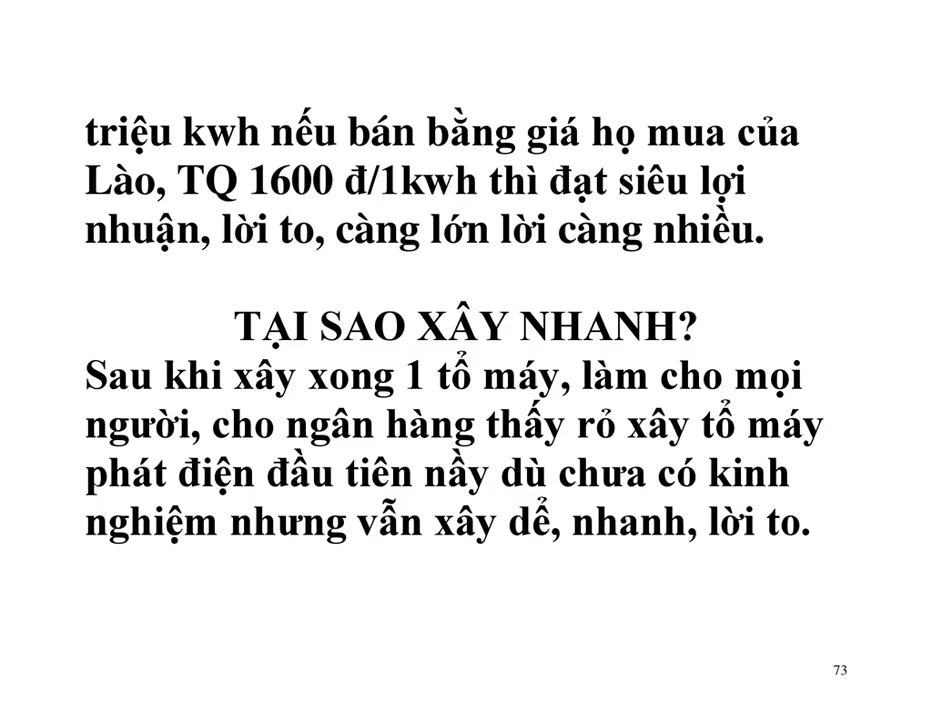 triệu kwh nếu bán bằng giá họ mua của
Lào, TQ 1600 đ/1kwh thì đạt siêu lợi
nhuận, lời to, càng lớn lời càng nhiều.
TẠI SAO XÂY NHANH?
Sau khi xây xong 1 tổ máy, làm cho mọi
người, cho ngân hàng thấy rỏ xây tổ máy
phát điện đầu tiên nầy dù chưa có kinh
nghiệm nhưng vẫn xây dể, nhanh, lời to.
73